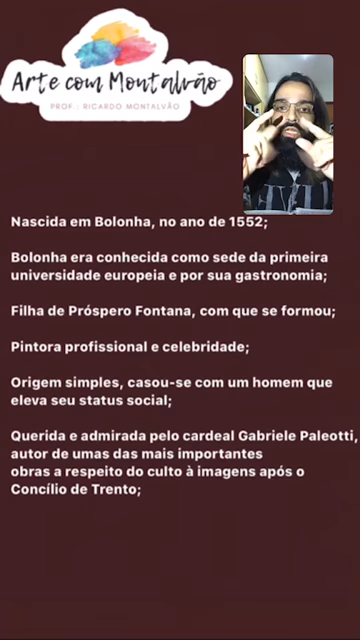 Arte com Montalvão
PROF : RICARDO MONTALVÃO
Nascida em Bolonha, no ano de 1552;
Bolonha era conhecida como sede da primeira
universidade europeia e por sua gastronomia;
Filha de Próspero Fontana, com que se formou;
Pintora profissional e celebridade;
Origem simples, casou-se com um homem que
eleva seu status social;
Querida e admirada pelo cardeal Gabriele Paleotti,
autor de umas das mais importantes
obras a respeito do culto à imagens após o
Concílio de Trento;